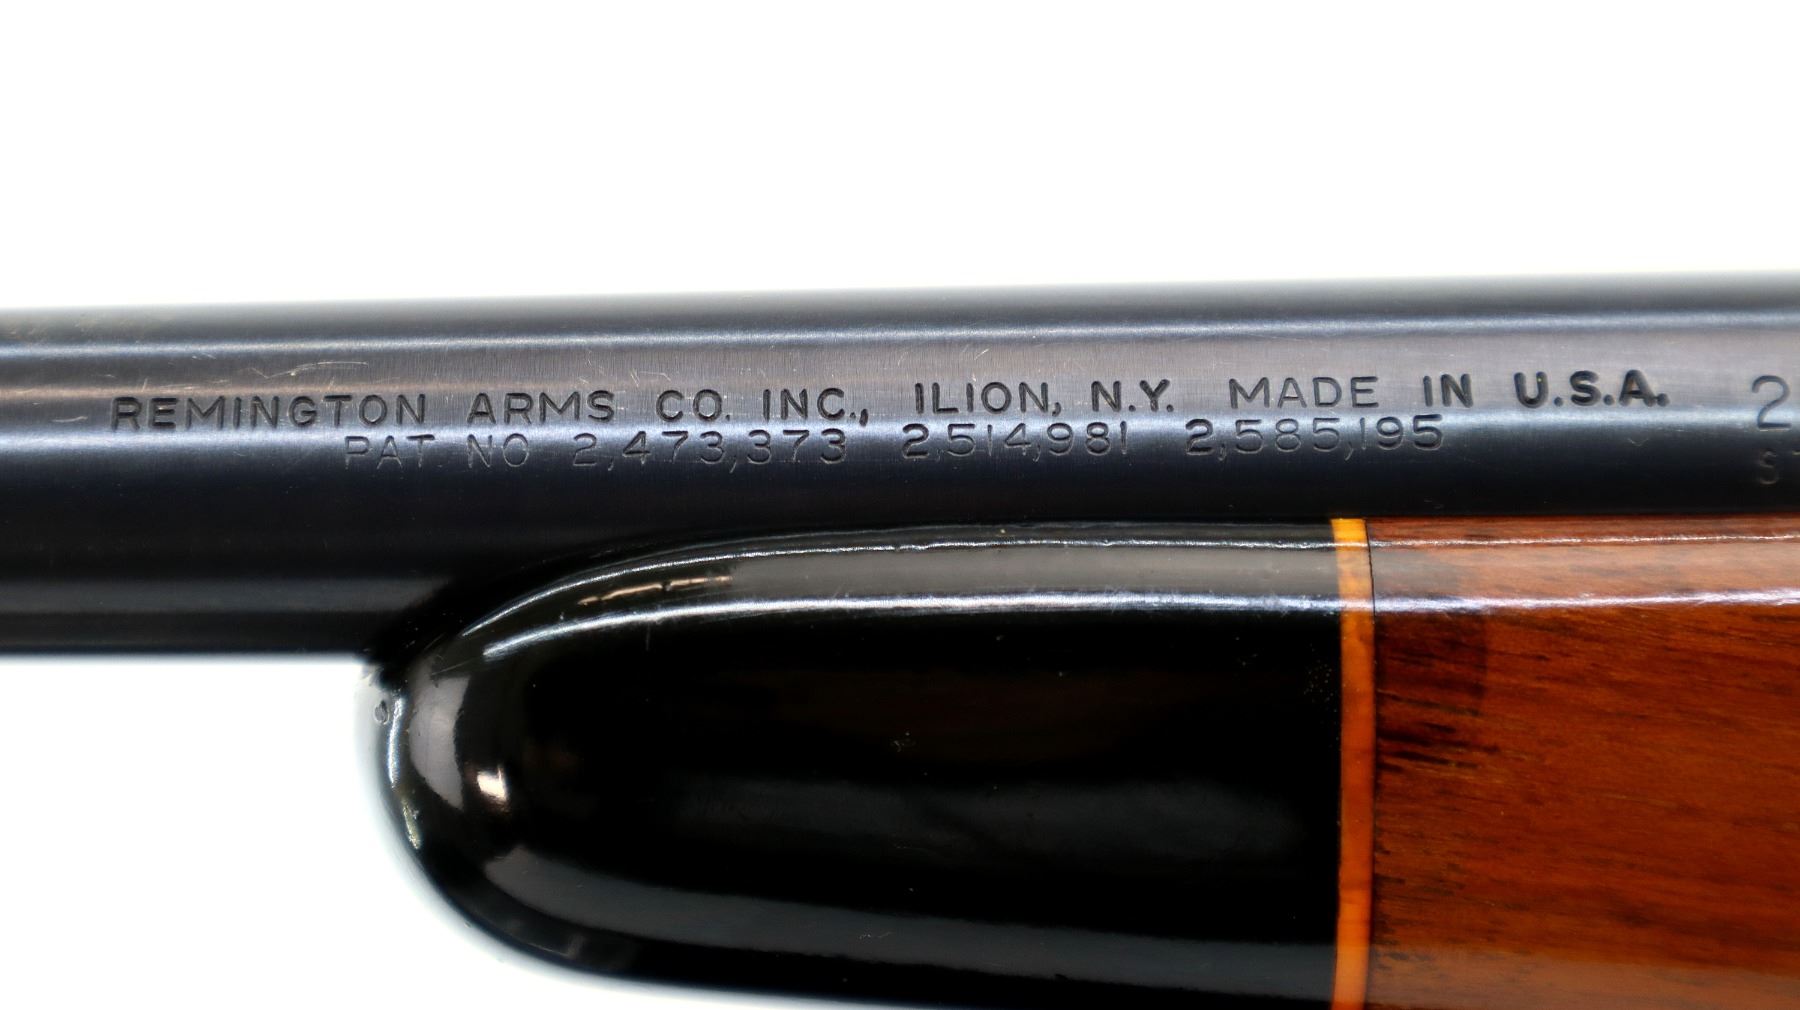 REMINGTON ARMS CO. INC., ILION, N.Y. MADE IN U.S.A.
PAT. NO 2,473,373 2,514,981 2,585,195